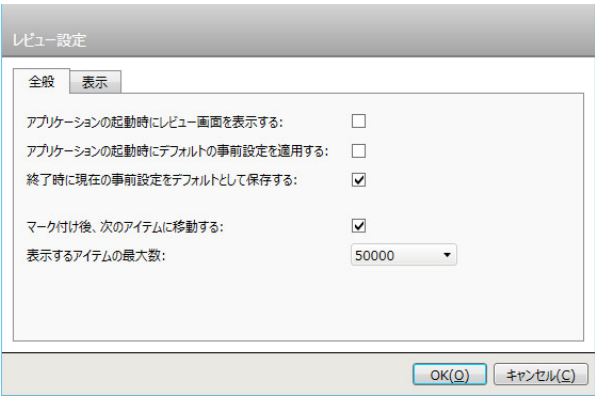 レビュー設定
全般 表示
アプリケーションの起動時にレビュー画面を表示する:
アプリケーションの起動時にデフォルトの事前設定を適用する:
終了時に現在の事前設定をデフォルトとして保存する:
マーク付け後、次のアイテムに移動する:
表示するアイテムの最大数: 50000
OK(O) キャンセル(C)